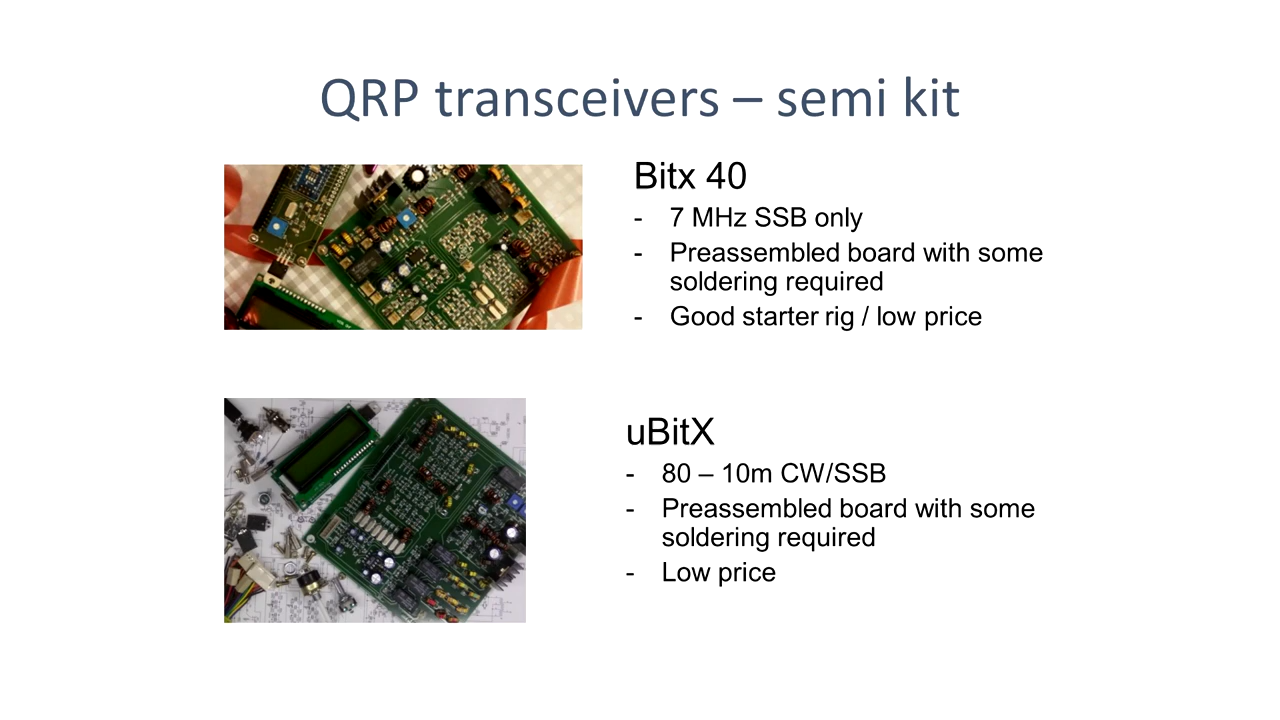 QRP transceivers – semi kit
Bitx 40
- 7 MHz SSB only
- Preassembled board with some
soldering required
- Good starter rig / low price
uBitX
- 80 – 10m CW/SSB
- Preassembled board with some
soldering required
- Low price